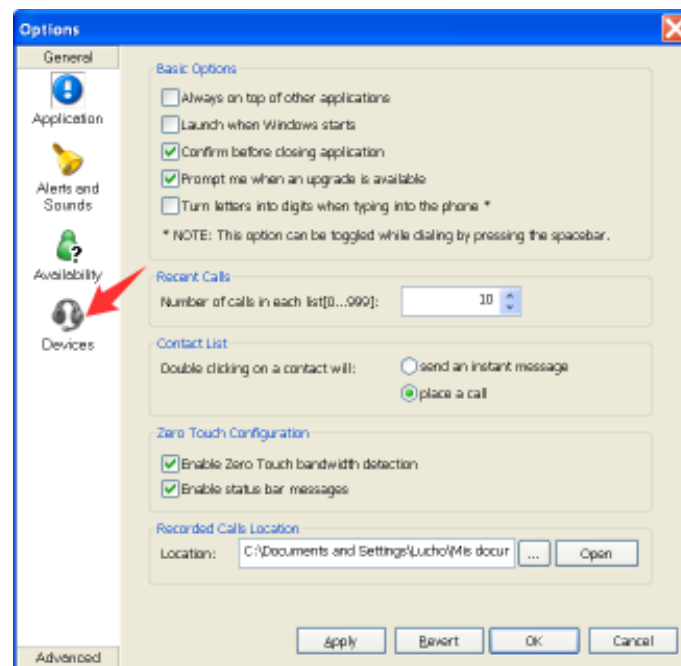 Options
General
Application
Alerts and
Sounds
Availability
Devices
Advanced
Basic Options
Always on top of other applications
Launch when Windows starts
Confirm before closing application
Prompt me when an upgrade is available
Turn letters into digits when typing into the phone *
* NOTE: This option can be toggled while dialing by pressing the spacebar.
Recent Calls
Number of calls in each list[0...999]: 10
Contact List
Double clicking on a contact will: send an instant message
place a call
Zero Touch Configuration
Enable Zero Touch bandwidth detection
Enable status bar messages
Recorded Calls Location
Location: C:\Documents and Settings\Lucho\Mis docur ... Open
Apply Revert OK Cancel